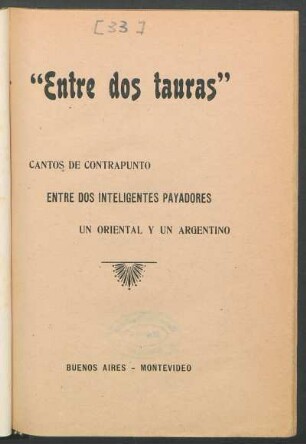 [33]
"Entre dos tauras"
CANTOS DE CONTRAPUNTO
ENTRE DOS INTELIGENTES PAYADORES
UN ORIENTAL Y UN ARGENTINO
BUENOS AIRES - MONTEVIDEO